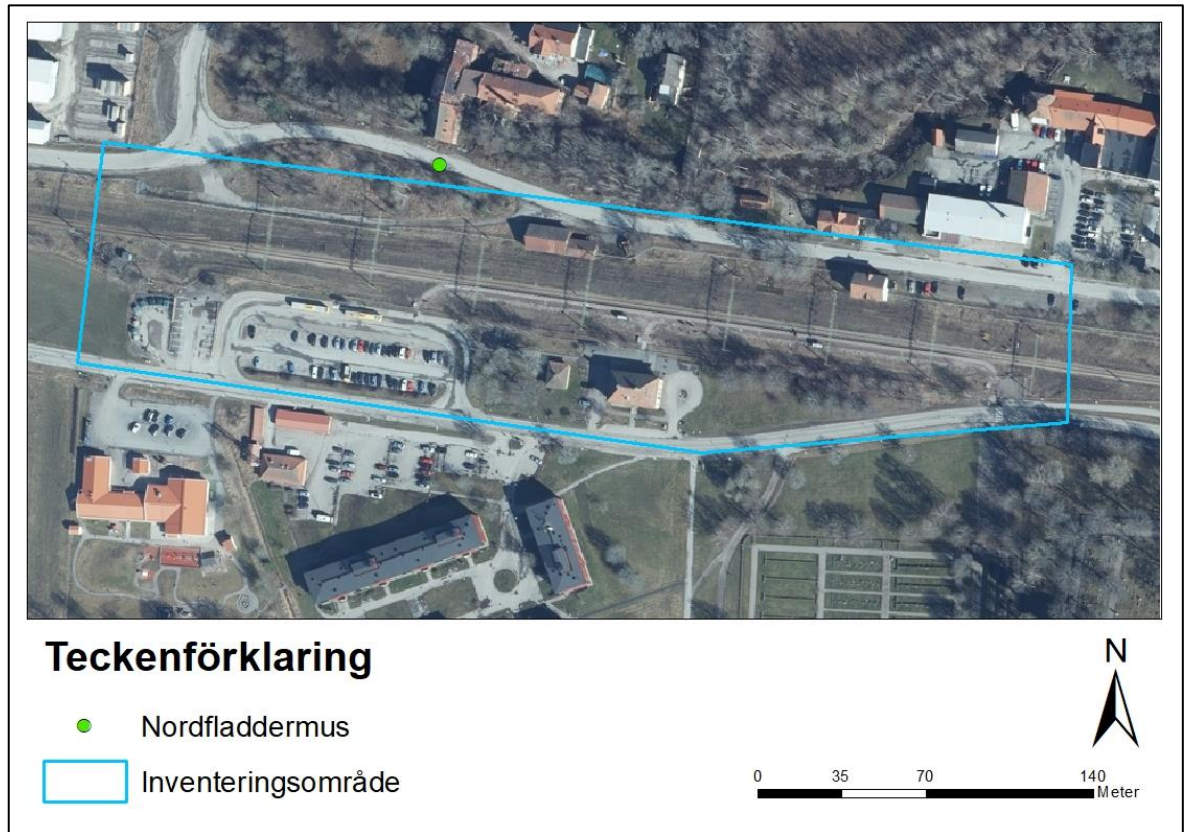 Teckenförklaring
N
Nordfladdermus
Inventeringsområde
0 35 70 140
Meter